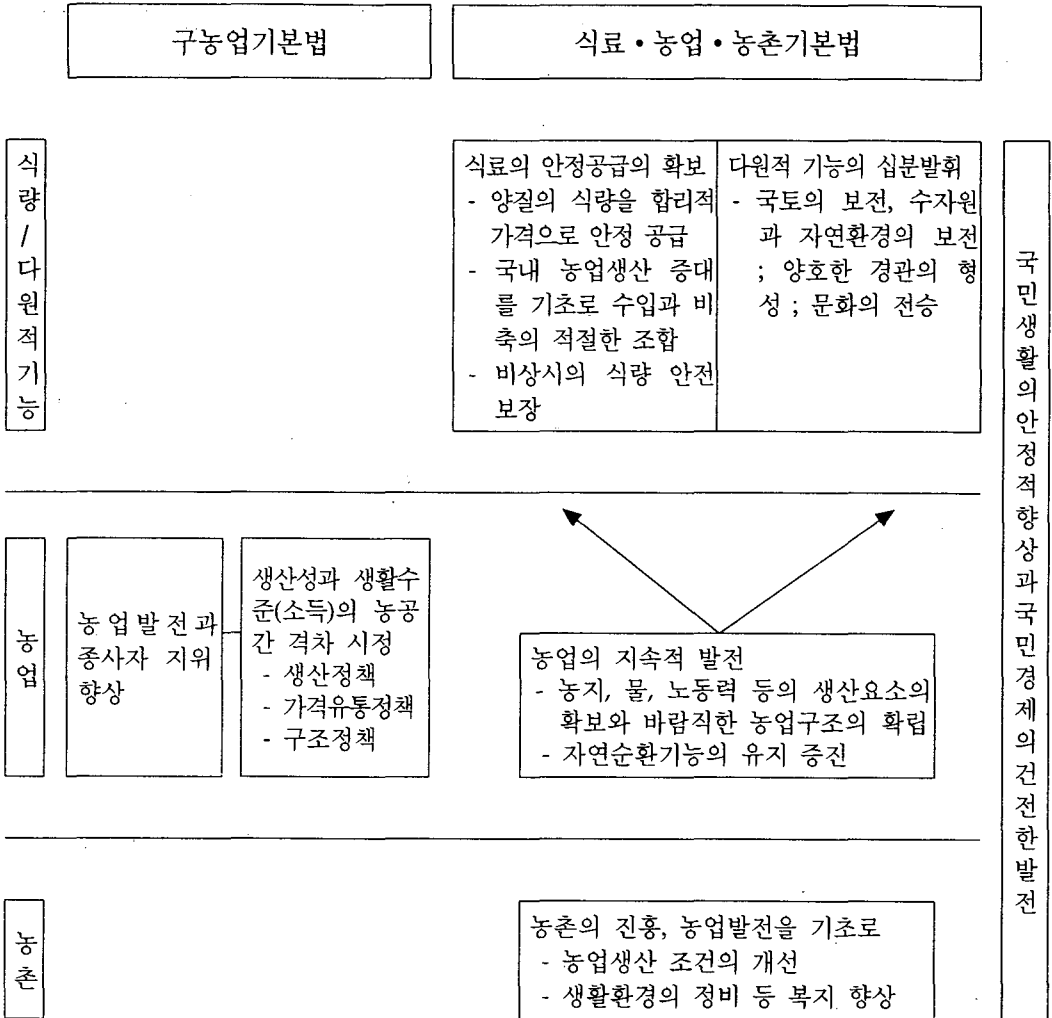 구농업기본법
식료•농업•농촌기본법
식량/다원적기능
식료의 안정공급의 확보
- 양질의 식량을 합리적
가격으로 안정 공급
- 국내 농업생산 증대
를 기초로 수입과 비
축의 적절한 조합
- 비상시의 식량 안전
보장
다원적 기능의 십분발휘
- 국토의 보전, 수자원
과 자연환경의 보전
; 양호한 경관의 형
성 ; 문화의 전승
국민생활의안정적향상과국민경제의건전한발전
농업
농업발전과
종사자 지위
향상
생산성과 생활수
준(소득)의 농공
간 격차 시정
- 생산정책
- 가격유통정책
- 구조정책
농업의 지속적 발전
- 농지, 물, 노동력 등의 생산요소의
확보와 바람직한 농업구조의 확립
- 자연순환기능의 유지 증진
농촌
농촌의 진흥, 농업발전을 기초로
- 농업생산 조건의 개선
- 생활환경의 정비 등 복지 향상